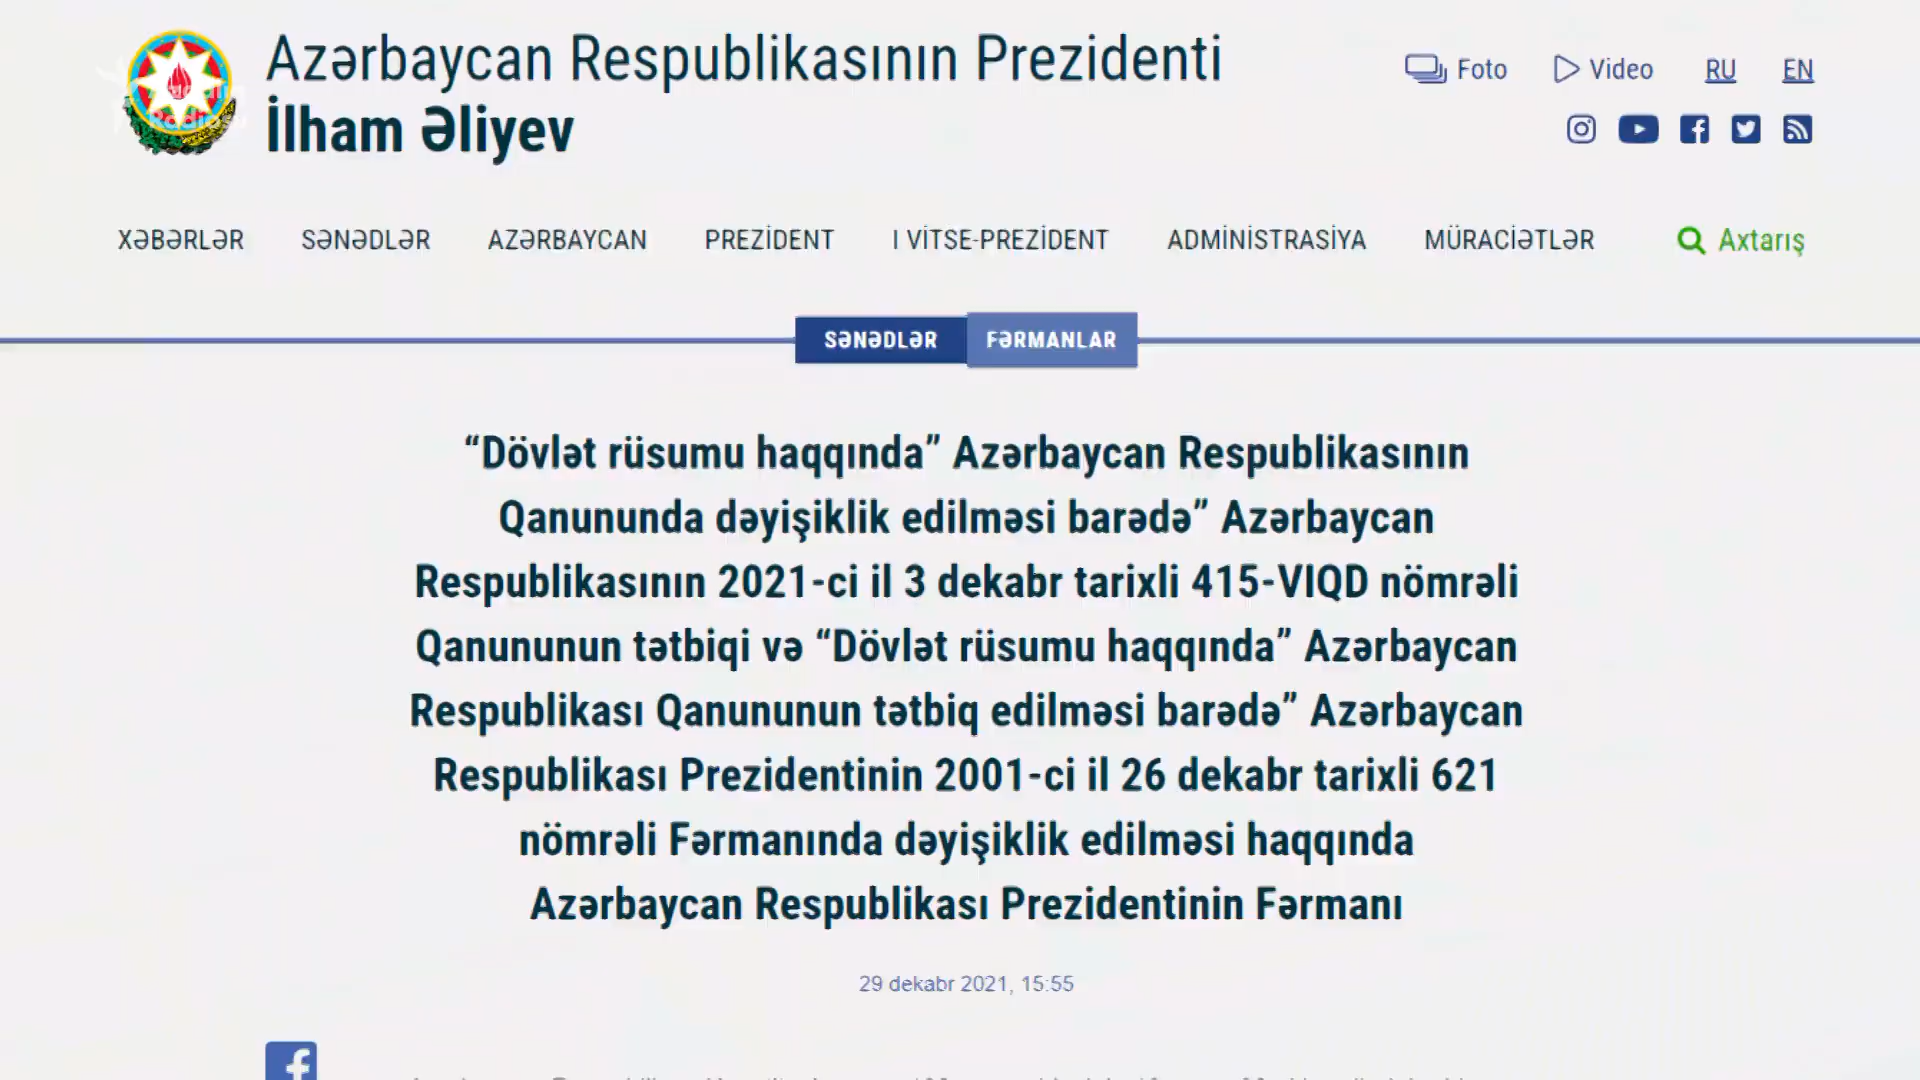 Azərbaycan Respublikasının Prezidenti
İlham Əliyev
Foto
Video
RU
EN
XƏBƏRLƏR
SƏNƏDLƏR
AZƏRBAYCAN
PREZİDENT
I VİTSE-PREZİDENT
ADMİNİSTRASİYA
MÜRACİƏTLƏR
Axtarış
SƏNƏDLƏR
FƏRMANLAR
“Dövlət rüsumu haqqında” Azərbaycan Respublikasının
Qanununda dəyişiklik edilməsi barədə” Azərbaycan
Respublikasının 2021-ci il 3 dekabr tarixli 415-VIQD nömrəli
Qanununun tətbiqi və “Dövlət rüsumu haqqında” Azərbaycan
Respublikası Qanununun tətbiq edilməsi barədə” Azərbaycan
Respublikası Prezidentinin 2001-ci il 26 dekabr tarixli 621
nömrəli Fərmanında dəyişiklik edilməsi haqqında
Azərbaycan Respublikası Prezidentinin Fərmanı
29 dekabr 2021, 15:55